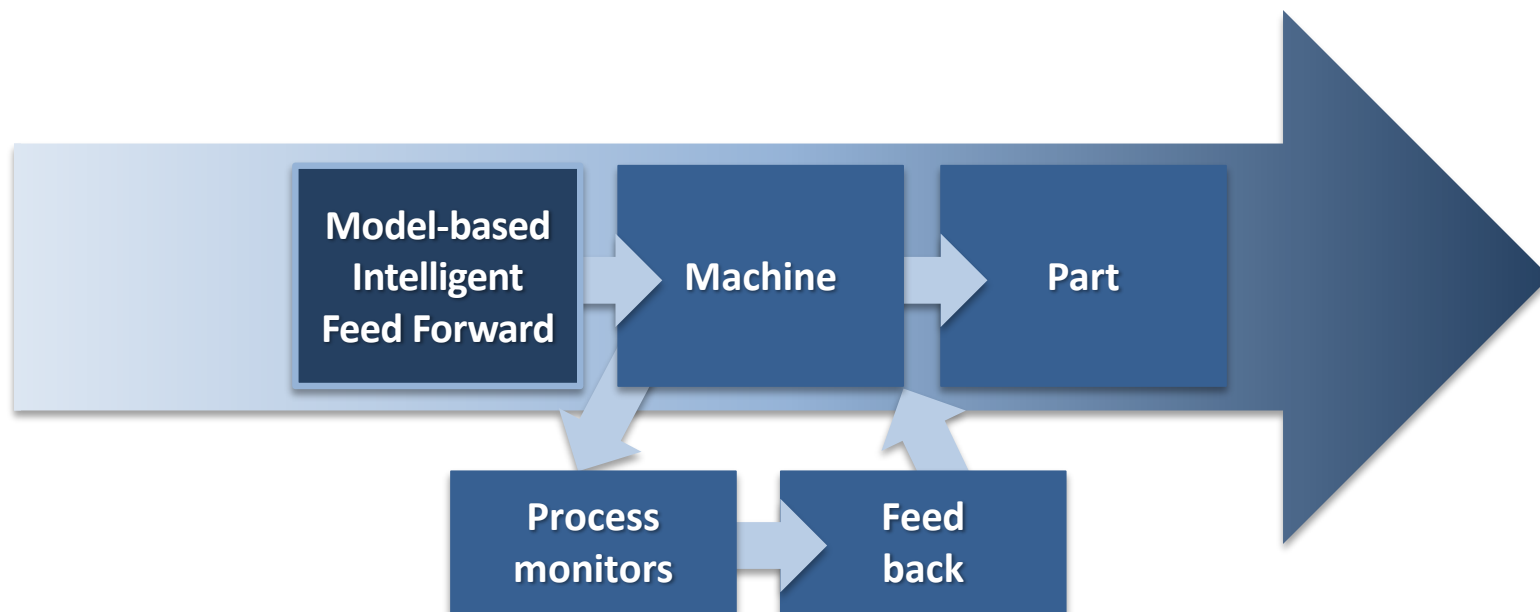 Model-based
Intelligent
Feed Forward
Machine
Part
Process
monitors
Feed
back